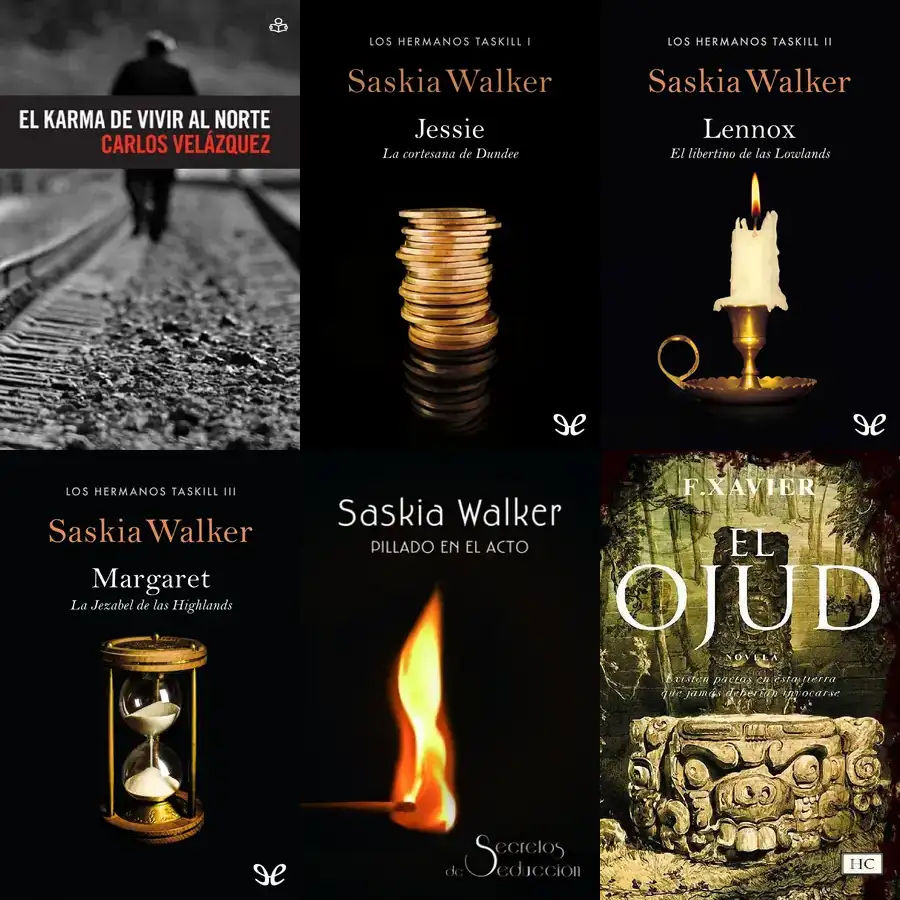 EL KARMA DE VIVIR AL NORTE
CARLOS VELÁZQUEZ
LOS HERMANOS TASKILL I
Saskia Walker
Jessie
La cortesana de Dundee
LOS HERMANOS TASKILL II
Saskia Walker
Lennox
El libertino de las Lowlands
LOS HERMANOS TASKILL III
Saskia Walker
Margaret
La Jezabel de las Highlands
Saskia Walker
PILLADO EN EL ACTO
Secretos
de Seducción
F. XAVIER
EL
OJUD
NOVELA
Existen pactos en esta tierra
que jamás deberían invocarse
HC